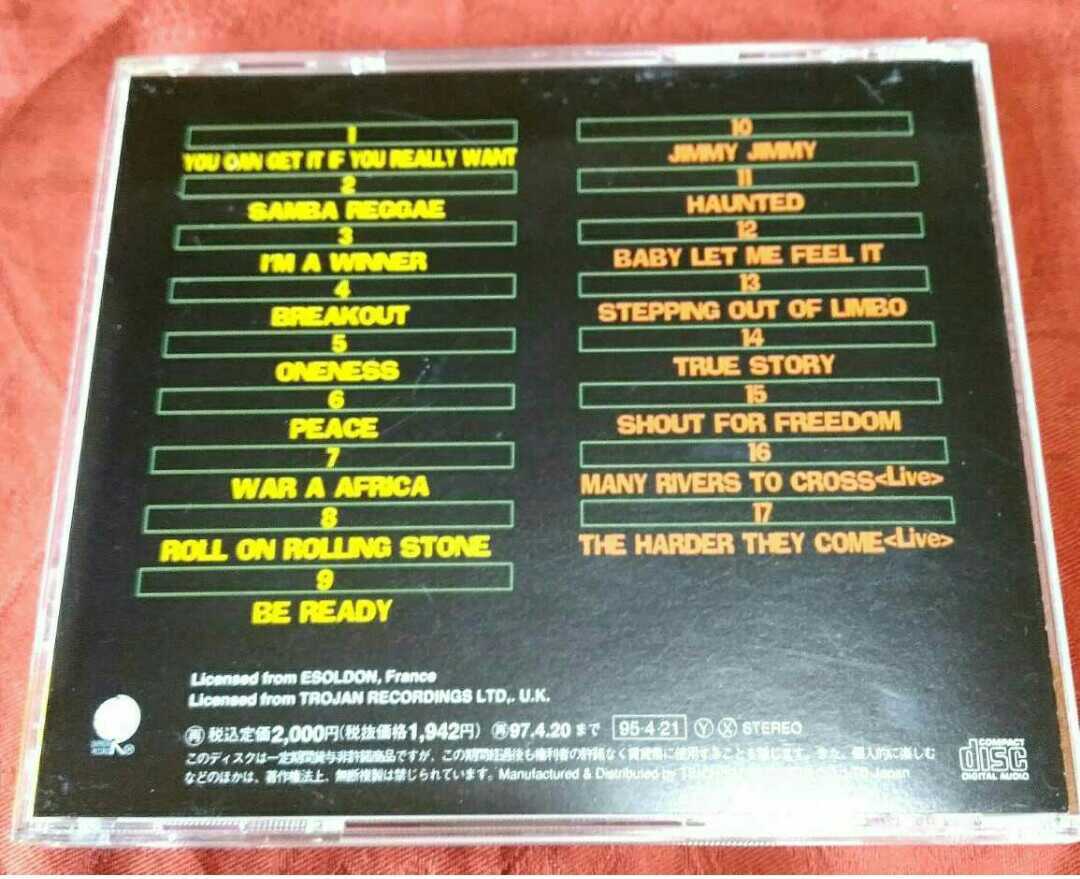 1
YOU CAN GET IT IF YOU REALLY WANT
2
SAMBA REGGAE
3
I'M A WINNER
4
BREAKOUT
5
ONENESS
6
PEACE
7
WAR A AFRICA
8
ROLL ON ROLLING STONE
9
BE READY
10
JIMMY JIMMY
11
HAUNTED
12
BABY LET ME FEEL IT
13
STEPPING OUT OF LIMBO
14
TRUE STORY
15
SHOUT FOR FREEDOM
16
MANY RIVERS TO CROSS<Live>
17
THE HARDER THEY COME<Live>
Licensed from ESOLDON, France
Licensed from TROJAN RECORDINGS LTD,. U.K.
再 税込定価2,000円(税抜価格1,942円) 再97.4.20 まで 95·4·21 Y X STEREO
このディスクは一定期間貸与非許諾商品ですが、この期間経過後も権利者の許諾なく賃貸業に使用することを禁じます。また、個人的に楽しむ
などのほかは、著作権法上、無断複製は禁じられています。Manufactured & Distributed by Japan
COMPACT
disc
DIGITAL AUDIO